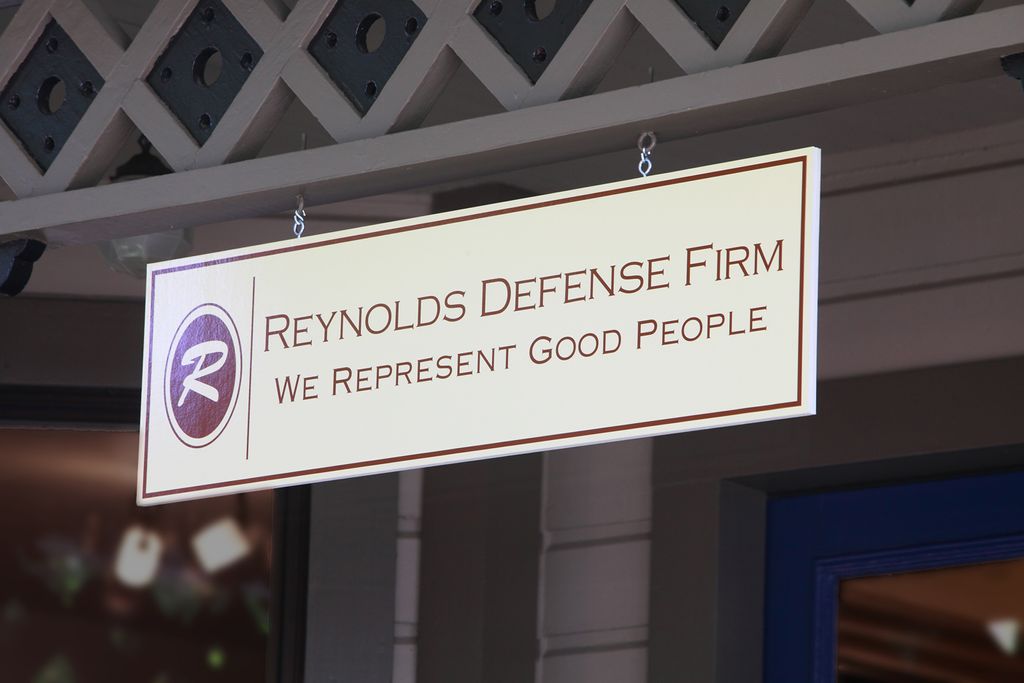 R
REYNOLDS DEFENSE FIRM
WE REPRESENT GOOD PEOPLE